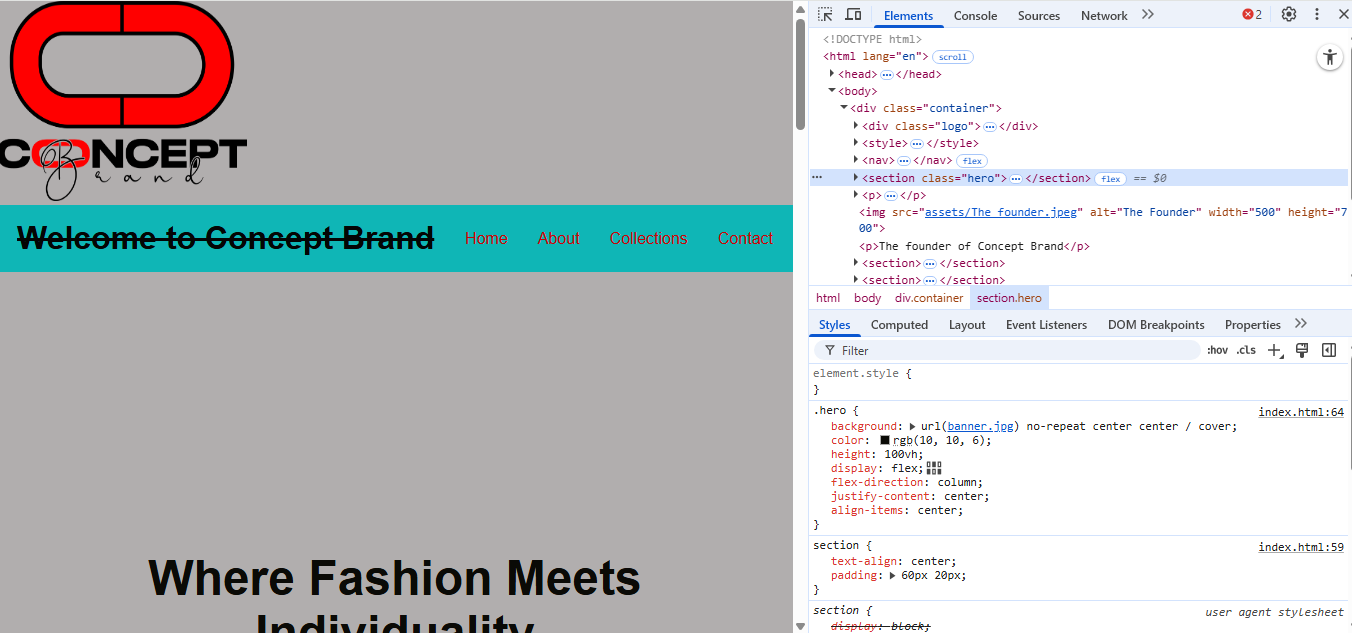 CONCEPT
Brand
Welcome to Concept Brand
Home
About
Collections
Contact
Where Fashion Meets
Individuality
Elements
Console
Sources
Network
2
<!DOCTYPE html>
<html lang="en"> scroll
<head> … </head>
<body>
<div class="container">
<div class="logo"> … </div>
<style> … </style>
<nav> … </nav> flex
<section class="hero"> … </section> flex == $0
<p> … </p>
<img src="assets/The founder.jpeg" alt="The Founder" width="500" height="7
00">
<p>The founder of Concept Brand</p>
<section> … </section>
<section> … </section>
html body div.container section.hero
Styles
Computed
Layout
Event Listeners
DOM Breakpoints
Properties
Filter
:hov .cls
element.style {
}
.hero { index.html:64
background: url(banner.jpg) no-repeat center center / cover;
color: rgb(10, 10, 6);
height: 100vh;
display: flex;
flex-direction: column;
justify-content: center;
align-items: center;
}
section { index.html:59
text-align: center;
padding: 60px 20px;
}
section { user agent stylesheet
display: block;